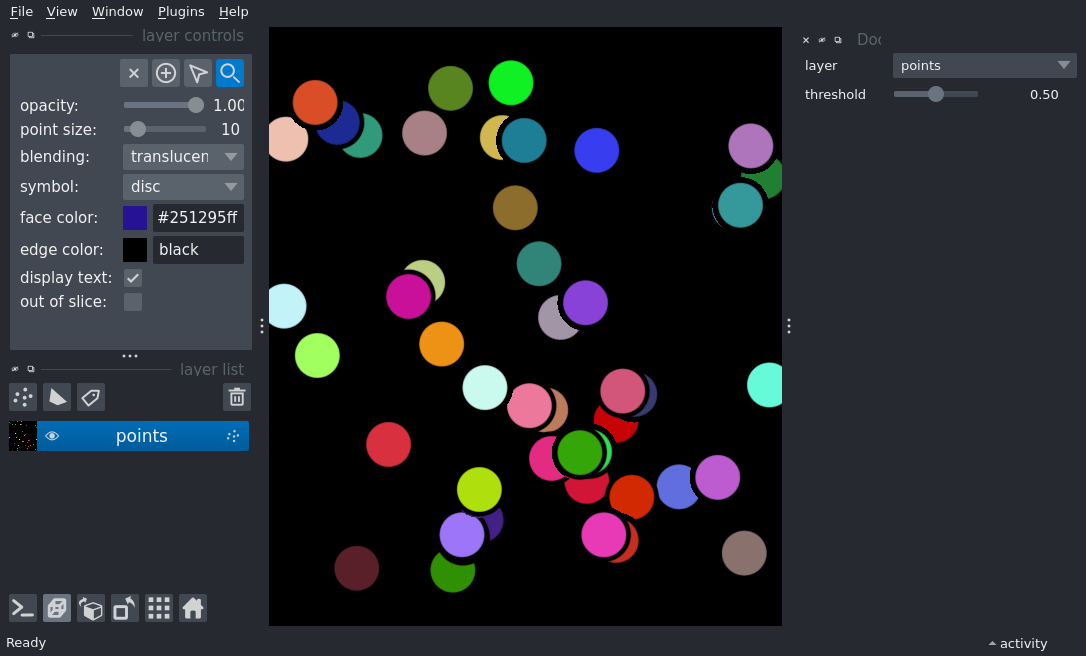 File View Window Plugins Help
layer controls
opacity: 1.00
point size: 10
blending: translucen
symbol: disc
face color: #251295ff
edge color: black
display text:
out of slice:
layer list
points
Ready
Doc
layer points
threshold 0.50
activity